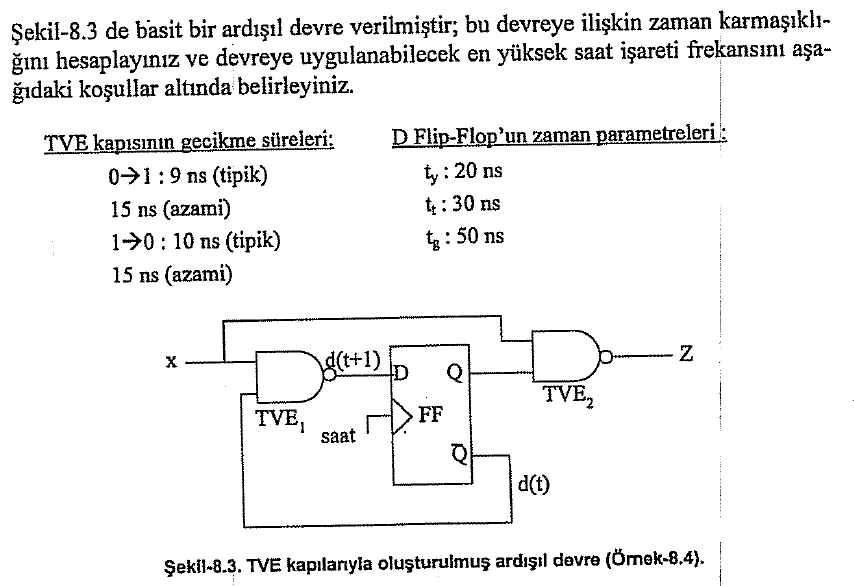 Şekil-8.3 de basit bir ardışıl devre verilmiştir; bu devreye ilişkin zaman karmaşıklı-
ğını hesaplayınız ve devreye uygulanabilecek en yüksek saat işareti frekansını aşa-
ğıdaki koşullar altında belirleyiniz.
TVE kapısının gecikme süreleri:
0→1 : 9 ns (tipik)
15 ns (azami)
1→0 : 10 ns (tipik)
15 ns (azami)
D Flip-Flop'un zaman parametreleri :
ty : 20 ns
tt : 30 ns
tg : 50 ns
x
d(t+1)
D
Q
Z
TVE1
saat
FF
TVE2
Q̅
d(t)
Şekil-8.3. TVE kapılarıyla oluşturulmuş ardışıl devre (Örnek-8.4).